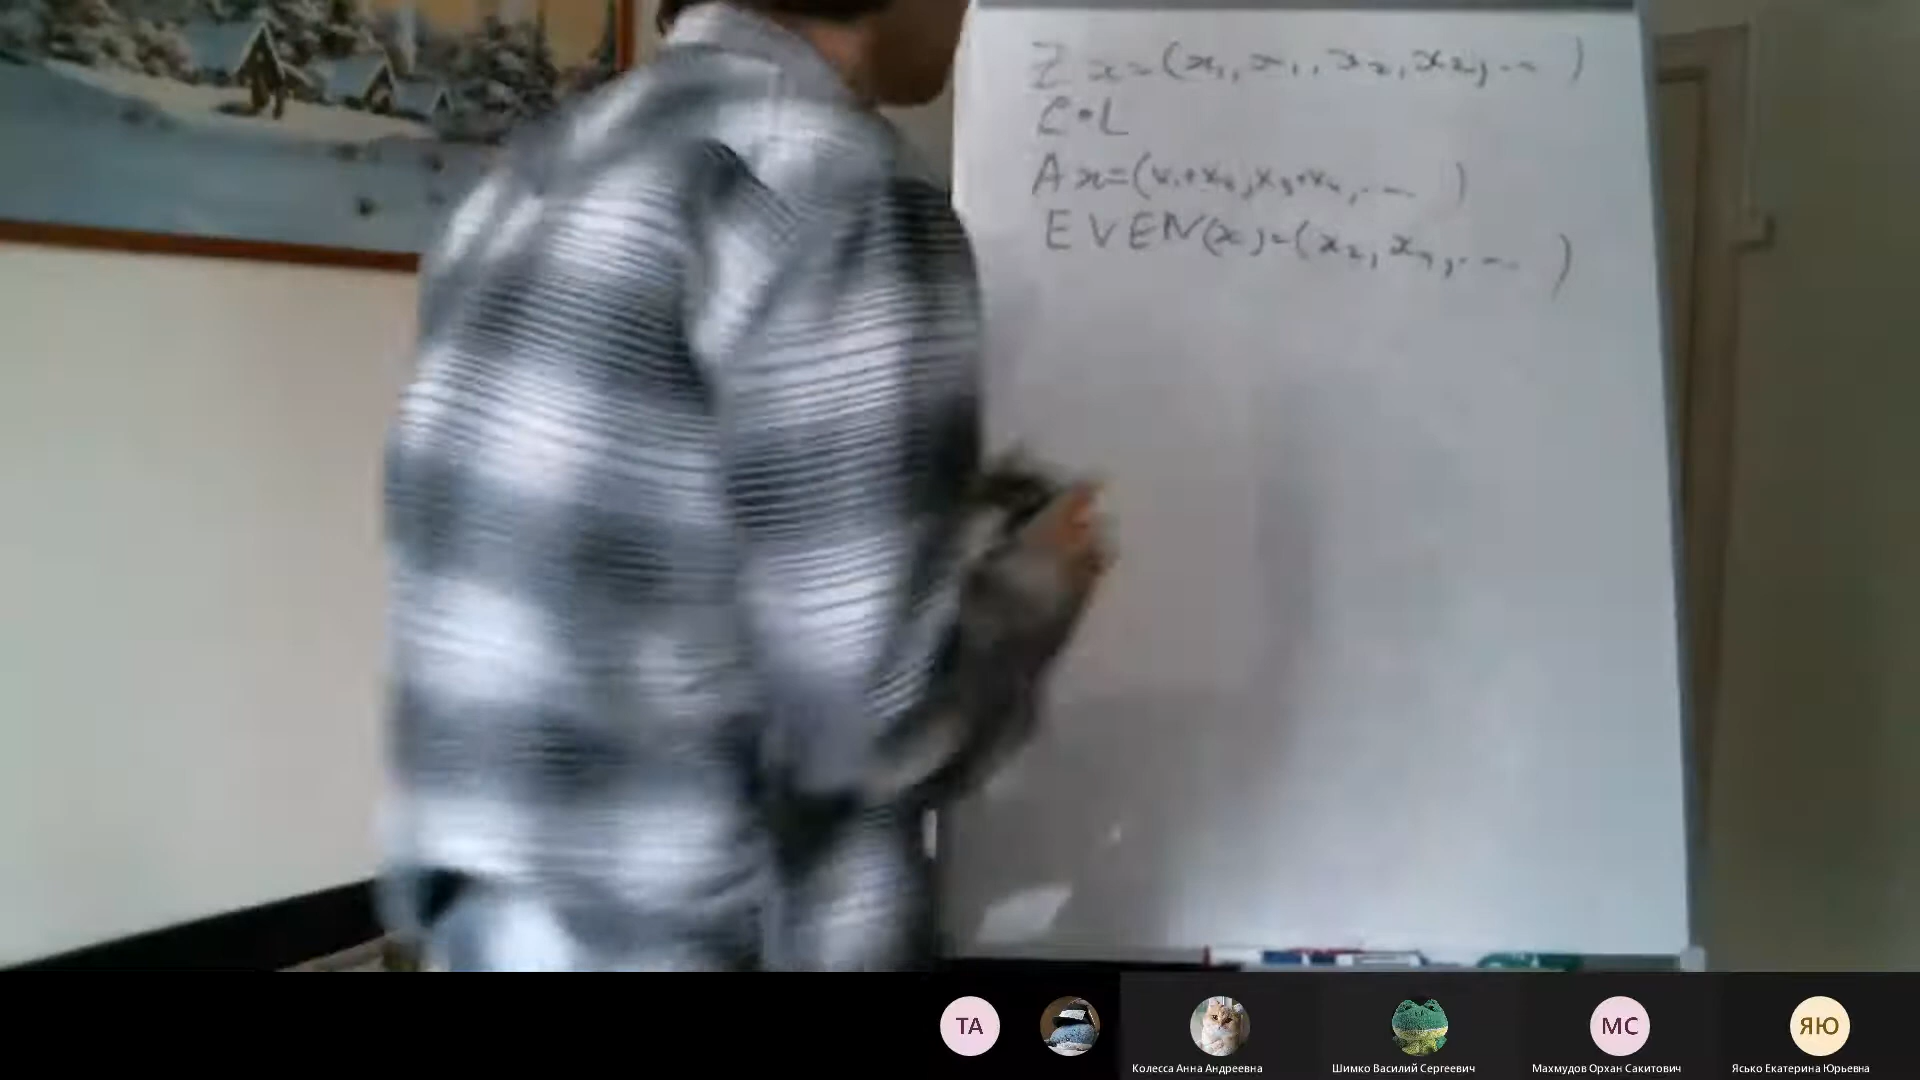 Z x = (x₁, x₁, x₂, x₂, ... )
C • L
A x = (x₁+x₂, x₃+x₄, ... )
EVEN(x) = (x₂, x₄, ... )
TA
МС
ЯЮ
Колесса Анна Андреевна
Шимко Василий Сергеевич
Махмудов Орхан Сакитович
Ясько Екатерина Юрьевна